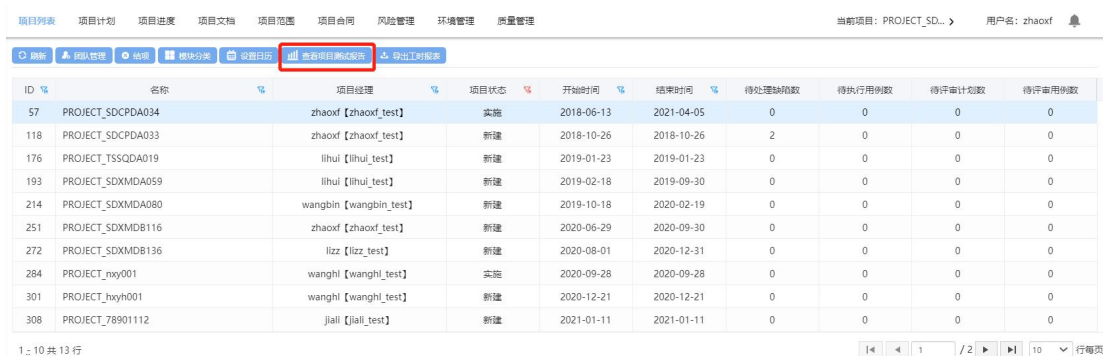 项目列表 项目计划 项目进度 项目文档 项目范围 项目合同 风险管理 环境管理 质量管理 当前项目: PROJECT_SD... 用户名: zhaoxf
刷新 团队管理 结项 模块分类 设置日历 查看项目测试报告 导出工时报表
ID 名称 项目经理 项目状态 开始时间 结束时间 待处理缺陷数 待执行用例数 待评审计划数 待评审用例数
57 PROJECT_SDCPDA034 zhaoxf【zhaoxf_test】 实施 2018-06-13 2021-04-05 0 0 0 0
118 PROJECT_SDCPDA033 zhaoxf【zhaoxf_test】 新建 2018-10-26 2018-10-26 2 0 0 0
176 PROJECT_TSSQDA019 lihui【lihui_test】 新建 2019-01-23 2019-01-23 0 0 0 0
193 PROJECT_SDXMDA059 lihui【lihui_test】 新建 2019-02-18 2019-09-30 0 0 0 0
214 PROJECT_SDXMDA080 wangbin【wangbin_test】 新建 2019-10-18 2020-02-19 0 0 0 0
251 PROJECT_SDXMDB116 zhaoxf【zhaoxf_test】 新建 2020-06-29 2020-09-30 0 0 0 0
272 PROJECT_SDXMDB136 lizz【lizz_test】 新建 2020-08-01 2020-12-31 0 0 0 0
284 PROJECT_nxy001 wanghl【wanghl_test】 实施 2020-09-28 2020-09-28 0 0 0 0
301 PROJECT_hxyh001 wanghl【wanghl_test】 新建 2020-12-21 2020-12-21 0 0 0 0
308 PROJECT_78901112 jiali【jiali_test】 新建 2021-01-11 2021-01-11 0 0 0 0
1 - 10 共 13 行 1 / 2 10 行每页